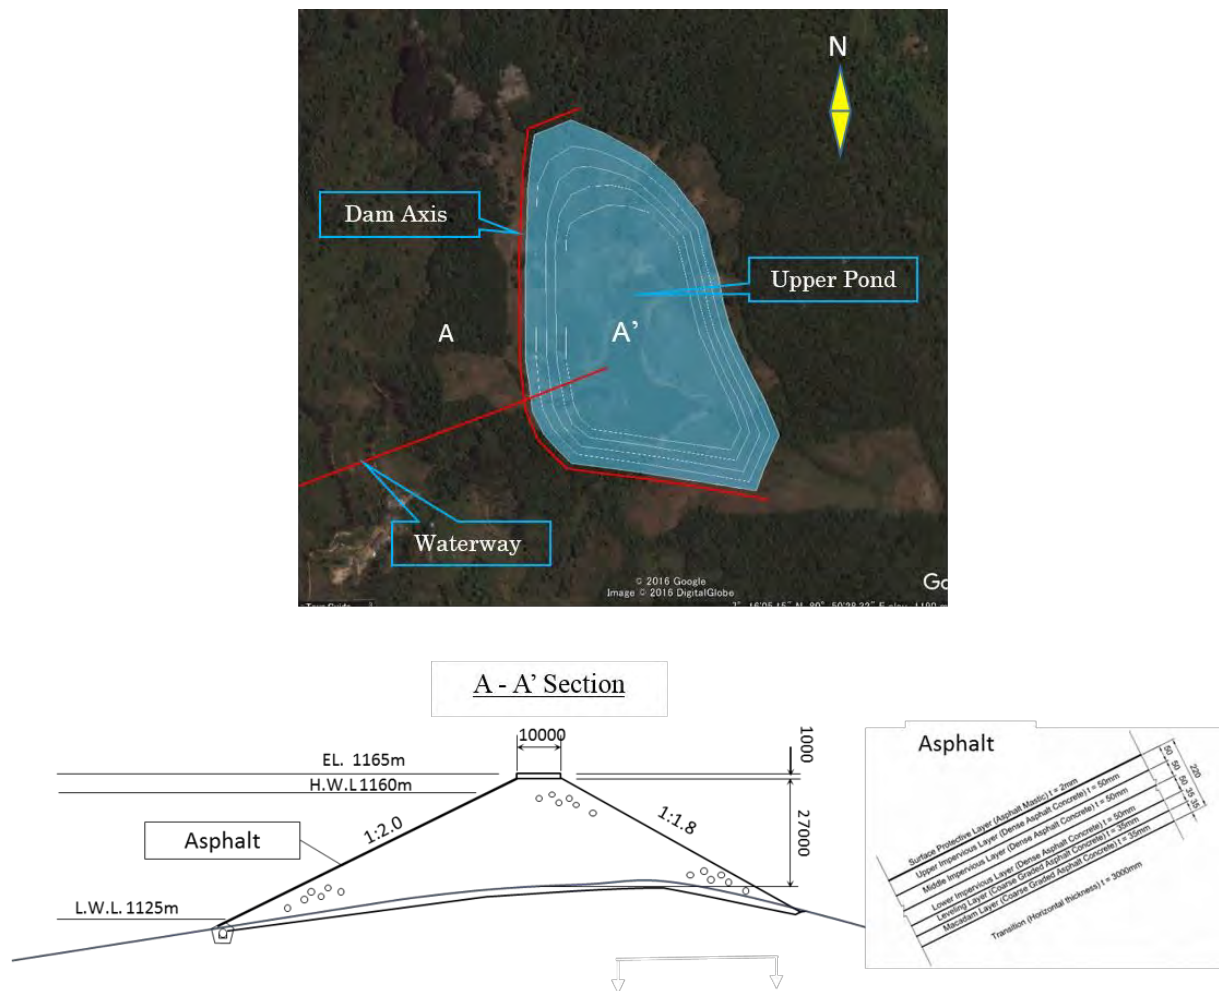 N
Dam Axis
Upper Pond
A
A’
Waterway
© 2016 Google
Image © 2016 DigitalGlobe
Go
A - A’ Section
10000
1000
EL. 1165m
H.W.L 1160m
1:2.0
1:1.8
27000
Asphalt
L.W.L. 1125m
Asphalt
Surface Protective Layer (Asphalt Mastic) t = 2mm
Upper Impervious Layer (Dense Asphalt Concrete) t = 50mm
Middle Impervious Layer (Dense Asphalt Concrete) t = 50mm
Lower Impervious Layer (Dense Asphalt Concrete) t = 50mm
Leveling Layer (Coarse Graded Asphalt Concrete) t = 35mm
Macadam Layer (Coarse Graded Asphalt Concrete) t = 35mm
Transition (Horizontal thickness) t = 3000mm
50
50
50
35
35
220